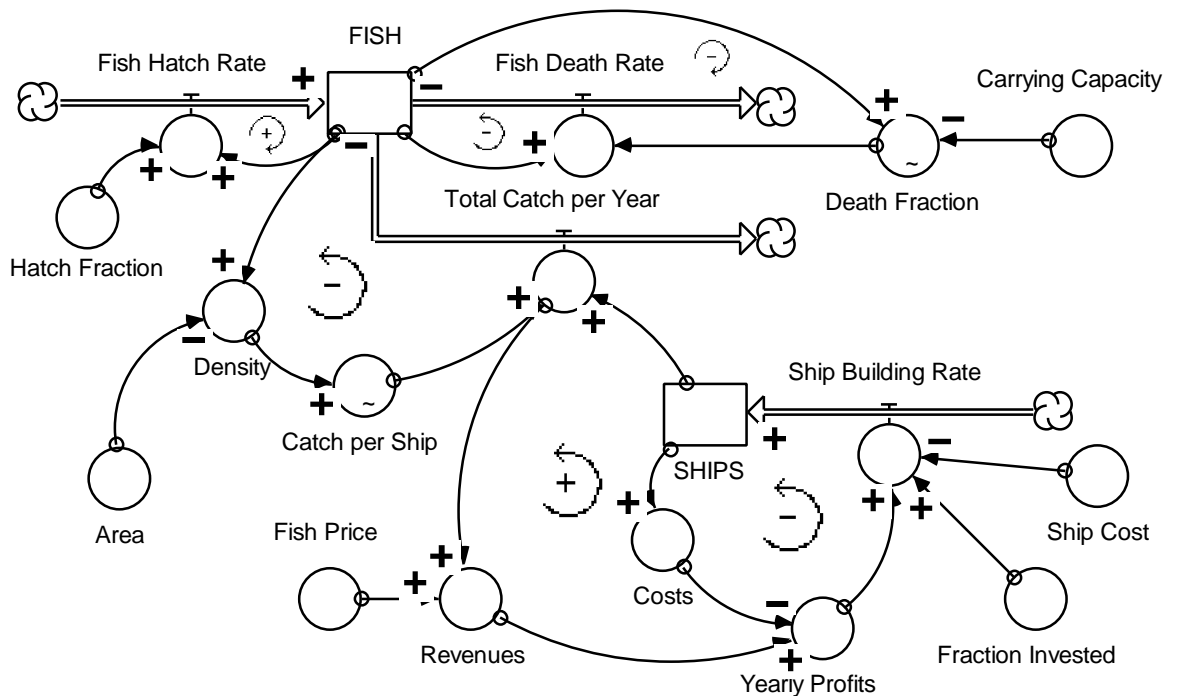 FISH
Fish Hatch Rate
Fish Death Rate
Carrying Capacity
+
−
−
+
−
+
−
+
−
+
+
+
Total Catch per Year
Death Fraction
~
Hatch Fraction
+
−
+
+
−
Density
Ship Building Rate
+
~
Catch per Ship
+
−
SHIPS
+
+
−
+
+
Area
Fish Price
Ship Cost
+
+
Costs
−
+
Revenues
Fraction Invested
Yearly Profits